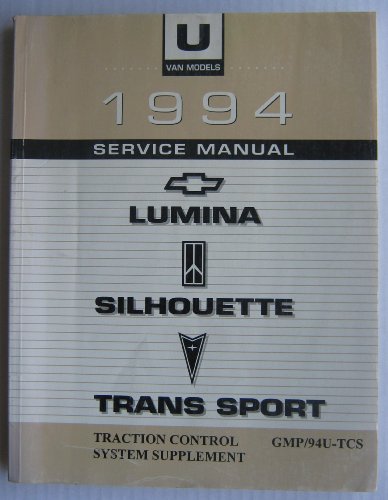 U
VAN MODELS
1994
SERVICE MANUAL
LUMINA
SILHOUETTE
TRANS SPORT
TRACTION CONTROL GMP/94U-TCS
SYSTEM SUPPLEMENT